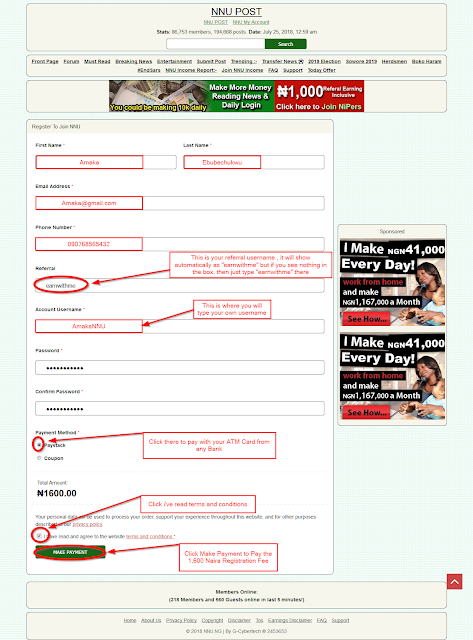 NNU POST
NNU POST NNU My Account
Stats: 86,753 members, 194,668 posts. Date: July 25, 2018, 12:59 am
Search
Front Page Forum Must Read Breaking News Entertainment Submit Post Trending :- Transfer News 2019 Election Sowore 2019 Herdsmen Boko Haram
#EndSars NNU Income Report:- Join NNU Income FAQ Support Today Offer
You could be making 10k daily
Make More Money
Reading News &
Daily Login
₦1,000 Referral Earning
Inclusive
Click here to Join NiPers
Register To Join NNU
First Name * Last Name *
Amaka Ebubechukwu
Email Address *
Amaka@gmail.com
Phone Number *
090768565432
Referral
earnwithme
This is your referral username , it will show
automatically as "earnwithme" but if you see nothing in
the box, then just type "earnwithme" there
Account Username *
AmakaNNU
This is where you will
type your own username
Password *
Confirm Password *
Payment Method *
Paystack
Coupon
Click there to pay with your ATM Card from
any Bank
Total Amount:
₦1600.00
Click i've read terms and conditions
Your personal data will be used to process your order, support your experience throughout this website, and for other purposes
described in our privacy policy
I have read and agree to the website terms and conditions *
MAKE PAYMENT
Click Make Payment to Pay the
1,600 Naira Registration Fee
Sponsored
I Make NGN41,000
Every Day!
work from home
and make
NGN1,167,000 a Month
See How...
I Make NGN41,000
Every Day!
work from home
and make
NGN1,167,000 a Month
See How...
Members Online:
(218 Members and 660 Guests online in last 5 minutes!)
Home About Us Privacy Policy Copyright Disclaimer Tos Earnings Disclaimer FAQ Support
© 2018 NNU NG | By G-Cybertech ® 2453653